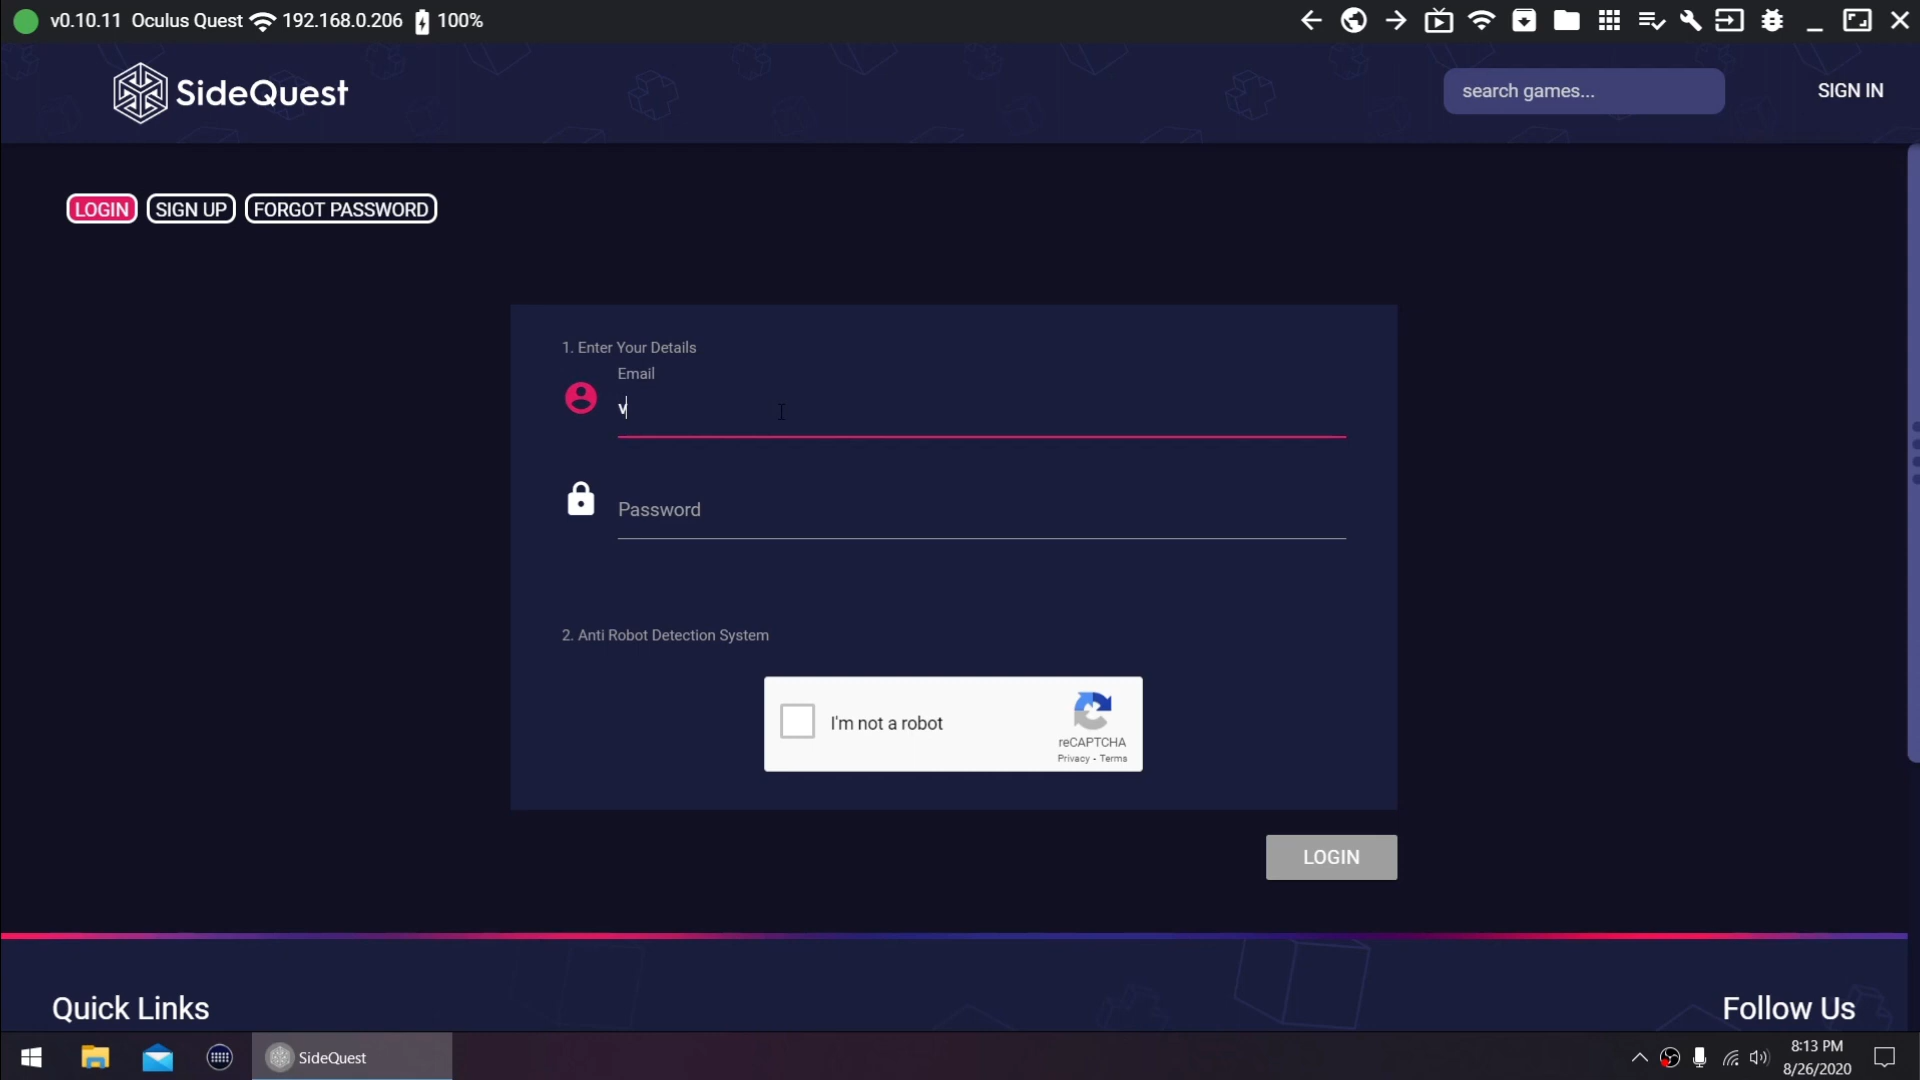 v0.10.11 Oculus Quest 192.168.0.206 100%
SideQuest
search games...
SIGN IN
LOGIN SIGN UP FORGOT PASSWORD
1. Enter Your Details
Email
v
Password
2. Anti Robot Detection System
I'm not a robot
reCAPTCHA
Privacy - Terms
LOGIN
Quick Links
Follow Us
SideQuest
8:13 PM
8/26/2020